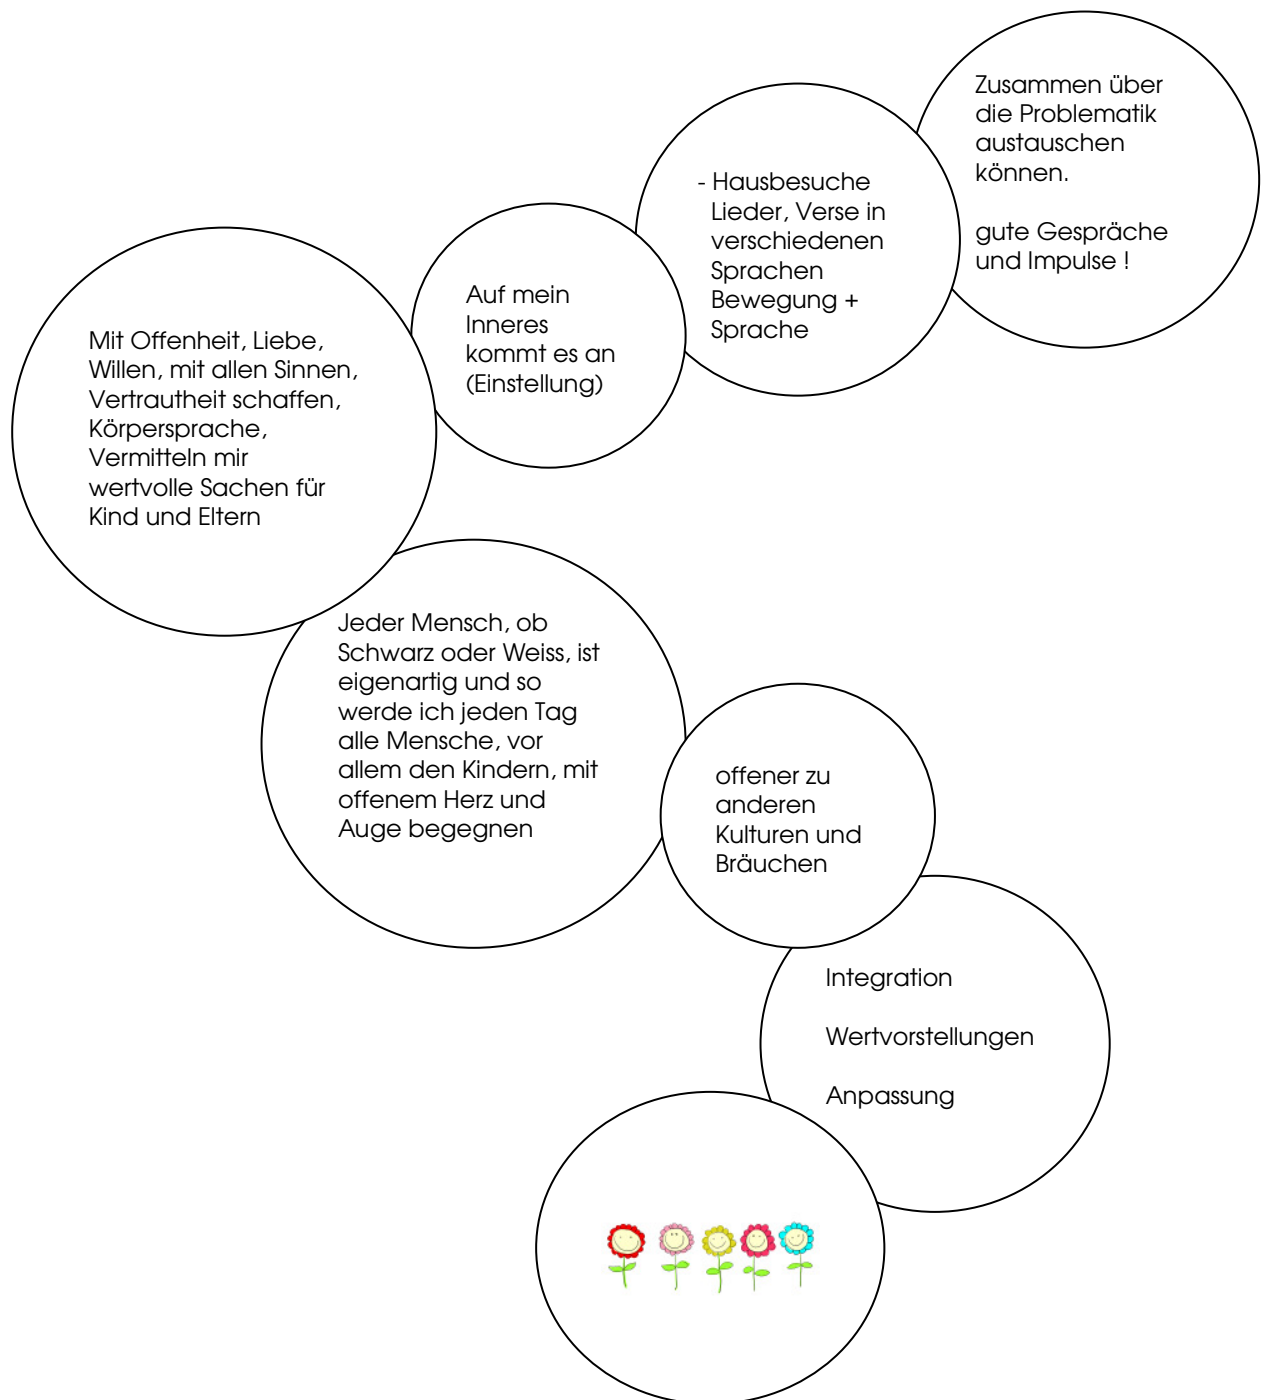 Zusammen über
die Problematik
austauschen
können.
gute Gespräche
und Impulse !
- Hausbesuche
Lieder, Verse in
verschiedenen
Sprachen
Bewegung +
Sprache
Auf mein
Inneres
kommt es an
(Einstellung)
Mit Offenheit, Liebe,
Willen, mit allen Sinnen,
Vertrautheit schaffen,
Körpersprache,
Vermitteln mir
wertvolle Sachen für
Kind und Eltern
Jeder Mensch, ob
Schwarz oder Weiss, ist
eigenartig und so
werde ich jeden Tag
alle Mensche, vor
allem den Kindern, mit
offenem Herz und
Auge begegnen
offener zu
anderen
Kulturen und
Bräuchen
Integration
Wertvorstellungen
Anpassung